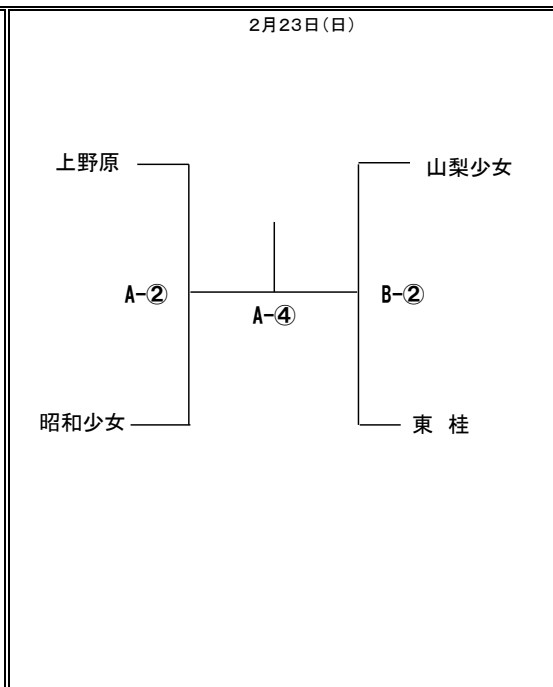 2月23日(日)
上野原
山梨少女
A-②
B-②
A-④
昭和少女
東 桂